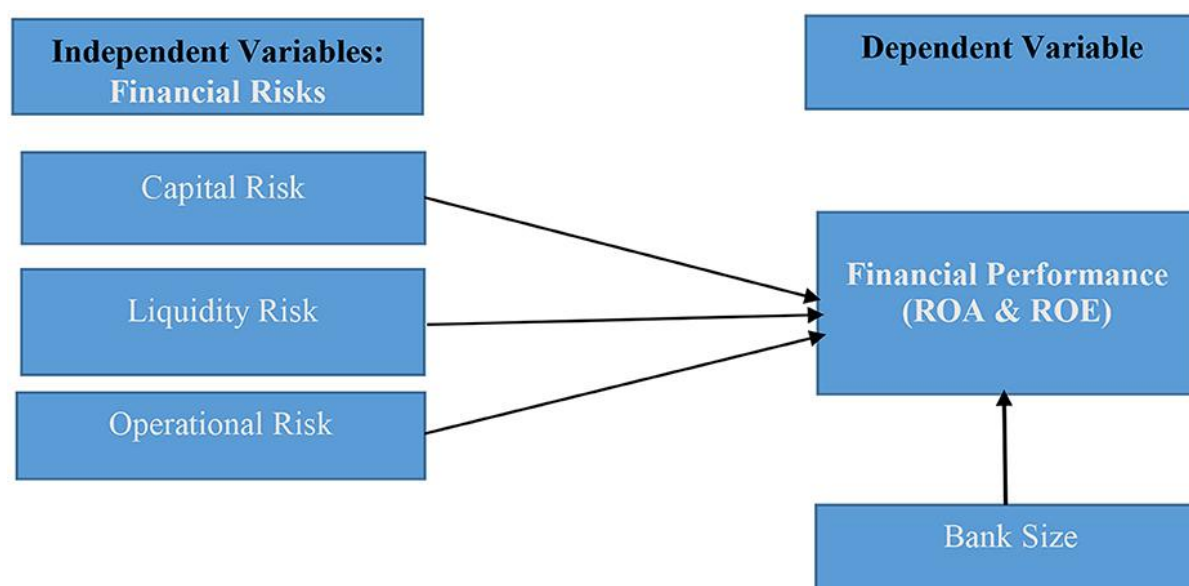 Independent Variables:
Financial Risks
Dependent Variable
Capital Risk
Liquidity Risk
Operational Risk
Financial Performance
(ROA & ROE)
Bank Size